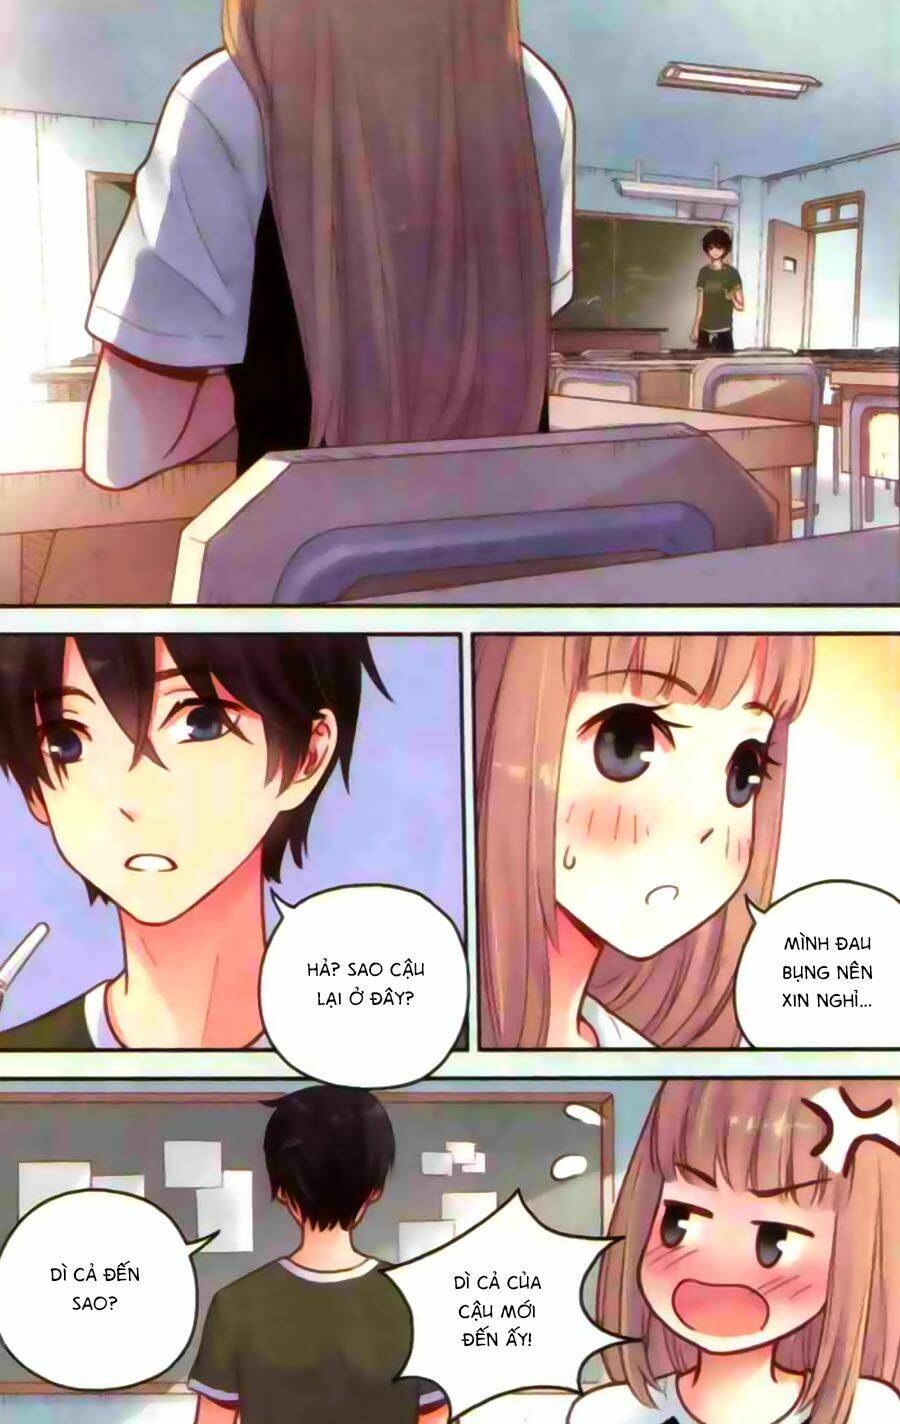 HẢ? SAO CẬU
LẠI Ở ĐÂY?
MÌNH ĐAU
BỤNG NÊN
XIN NGHỈ...
DÌ CẢ ĐẾN
SAO?
DÌ CẢ CỦA
CẬU MỚI
ĐẾN ẤY!